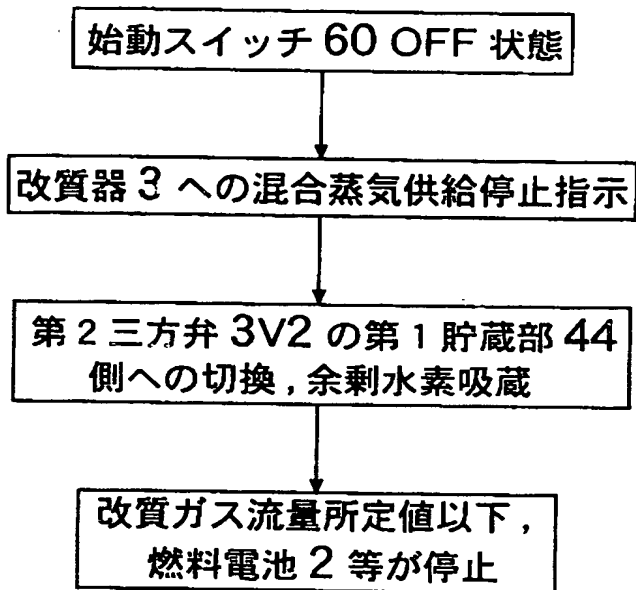 始動スイッチ 60 OFF 状態
改質器 3 への混合蒸気供給停止指示
第 2 三方弁 3V2 の第 1 貯蔵部 44
側への切換 , 余剰水素吸蔵
改質ガス流量所定値以下 ,
燃料電池 2 等が停止